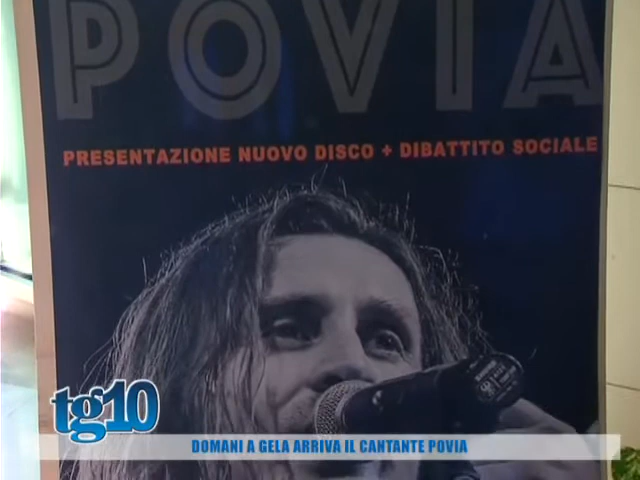 POVIA
PRESENTAZIONE NUOVO DISCO + DIBATTITO SOCIALE
tg10
DOMANI A GELA ARRIVA IL CANTANTE POVIA